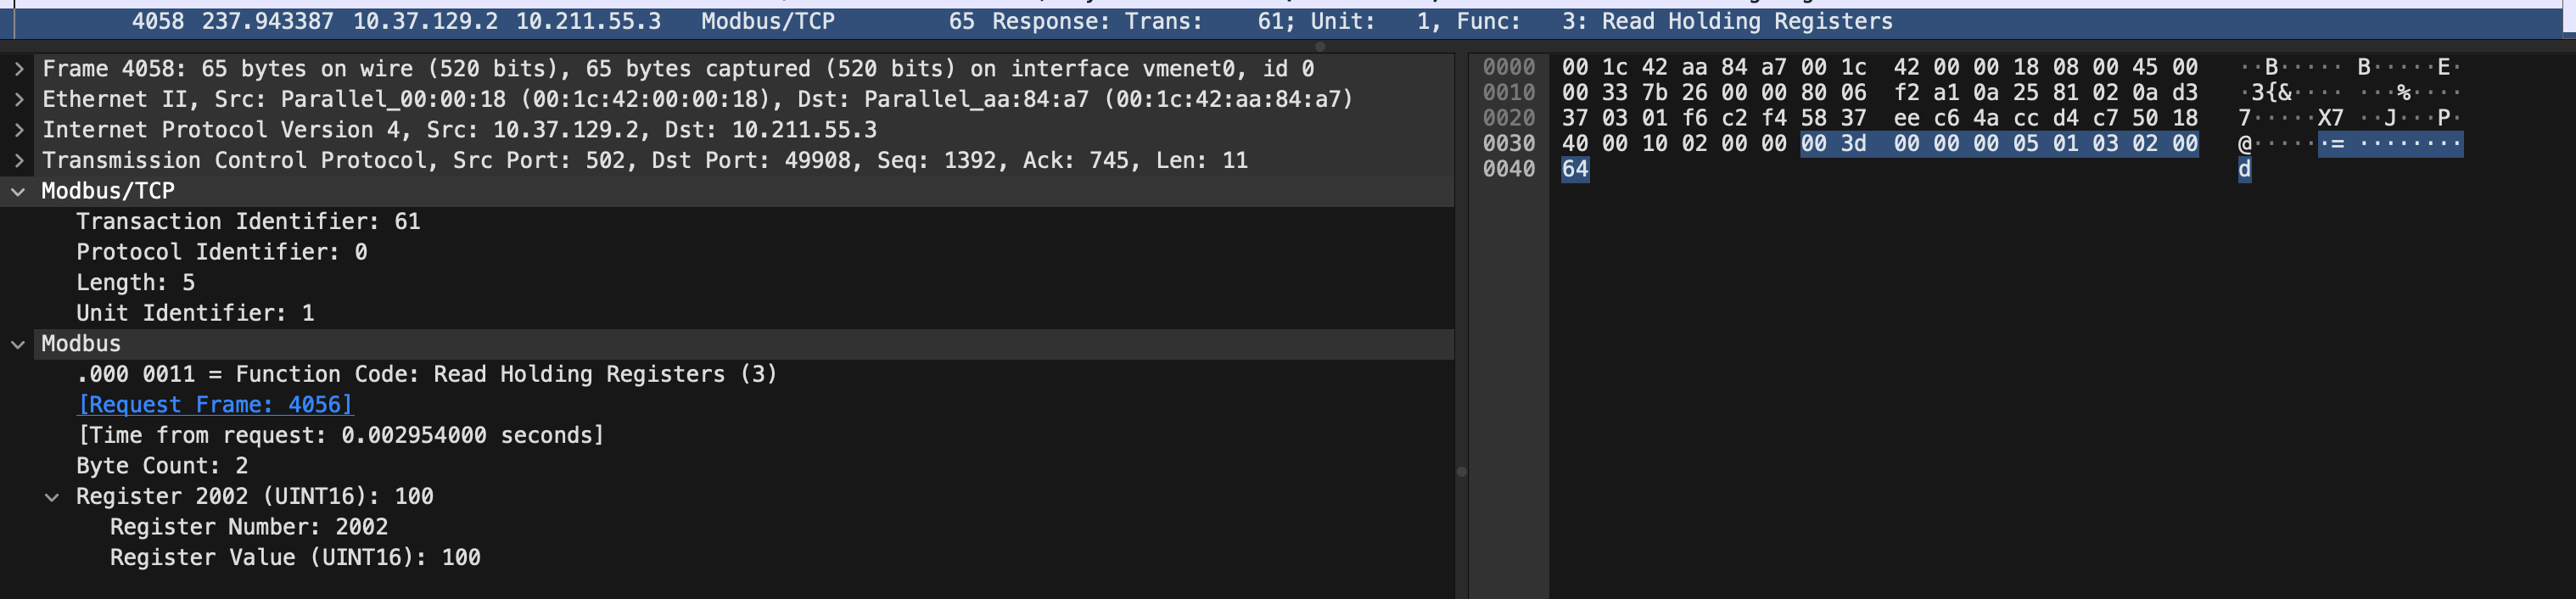 4058 237.943387 10.37.129.2 10.211.55.3 Modbus/TCP 65 Response: Trans: 61; Unit: 1, Func: 3: Read Holding Registers
Frame 4058: 65 bytes on wire (520 bits), 65 bytes captured (520 bits) on interface vmenet0, id 0
Ethernet II, Src: Parallel_00:00:18 (00:1c:42:00:00:18), Dst: Parallel_aa:84:a7 (00:1c:42:aa:84:a7)
Internet Protocol Version 4, Src: 10.37.129.2, Dst: 10.211.55.3
Transmission Control Protocol, Src Port: 502, Dst Port: 49908, Seq: 1392, Ack: 745, Len: 11
Modbus/TCP
Transaction Identifier: 61
Protocol Identifier: 0
Length: 5
Unit Identifier: 1
Modbus
.000 0011 = Function Code: Read Holding Registers (3)
[Request Frame: 4056]
[Time from request: 0.002954000 seconds]
Byte Count: 2
Register 2002 (UINT16): 100
Register Number: 2002
Register Value (UINT16): 100
0000 00 1c 42 aa 84 a7 00 1c 42 00 00 18 08 00 45 00 ··B····· B·····E·
0010 00 33 7b 26 00 00 80 06 f2 a1 0a 25 81 02 0a d3 ·3{&···· ···%····
0020 37 03 01 f6 c2 f4 58 37 ee c6 4a cc d4 c7 50 18 7·····X7 ··J···P·
0030 40 00 10 02 00 00 00 3d 00 00 00 05 01 03 02 00 @······= ········
0040 64 d